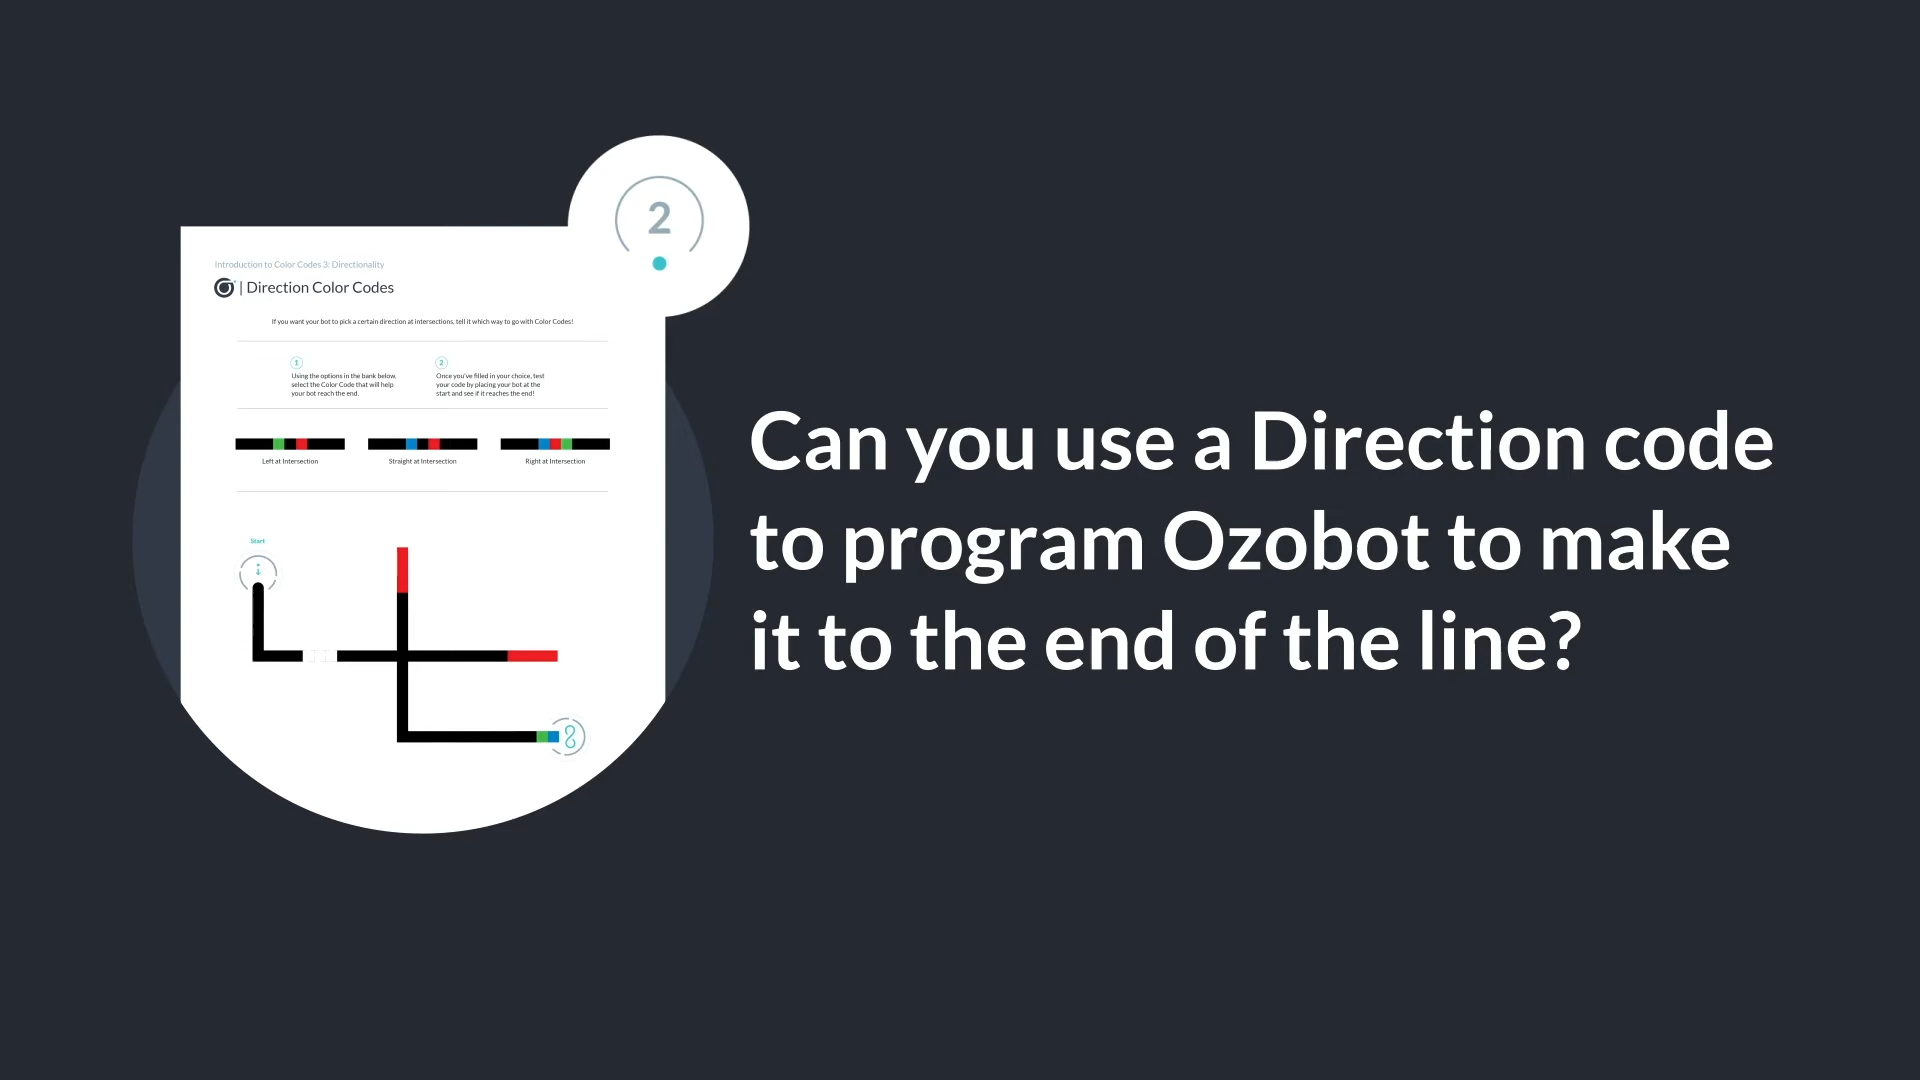 2
Introduction to Color Codes 3: Directionality
| Direction Color Codes
If you want your bot to pick a certain direction at intersections, tell it which way to go with Color Codes!
1
Using the options in the bank below,
select the Color Code that will help
your bot reach the end.
2
Once you've filled in your choice, test
your code by placing your bot at the
start and see if it reaches the end!
Left at Intersection
Straight at Intersection
Right at Intersection
Start
Can you use a Direction code
to program Ozobot to make
it to the end of the line?